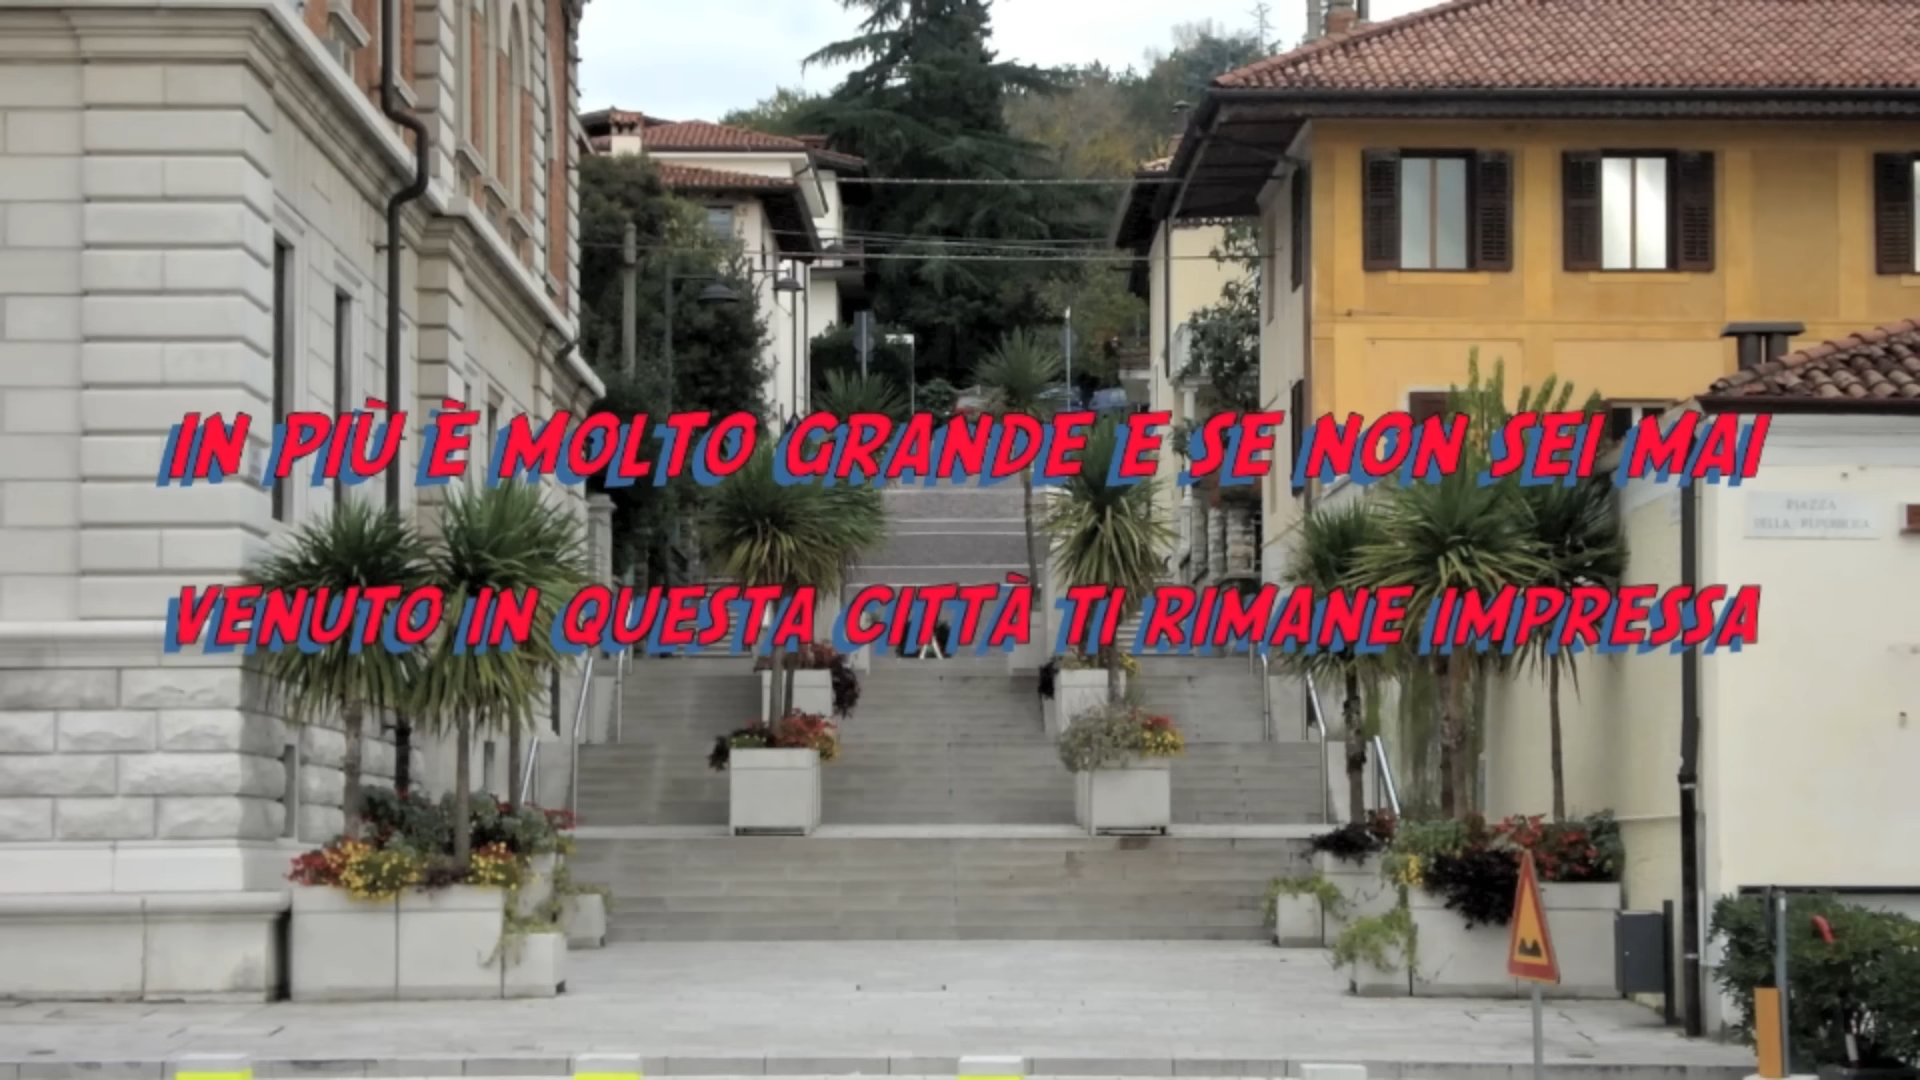 IN PIÙ È MOLTO GRANDE E SE NON SEI MAI
VENUTO IN QUESTA CITTÀ TI RIMANE IMPRESSA
PIAZZA
DELLA REPUBBLICA